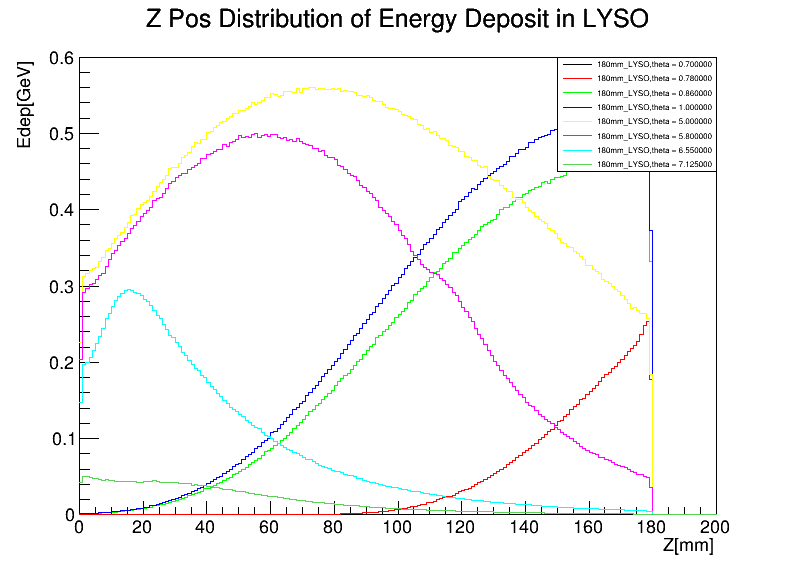 Z Pos Distribution of Energy Deposit in LYSO
Edep[GeV]
0.6
0.5
0.4
0.3
0.2
0.1
0
180mm_LYSO,theta = 0.700000
180mm_LYSO,theta = 0.780000
180mm_LYSO,theta = 0.860000
180mm_LYSO,theta = 1.000000
180mm_LYSO,theta = 5.000000
180mm_LYSO,theta = 5.800000
180mm_LYSO,theta = 6.550000
180mm_LYSO,theta = 7.125000
0 20 40 60 80 100 120 140 160 180 200
Z[mm]